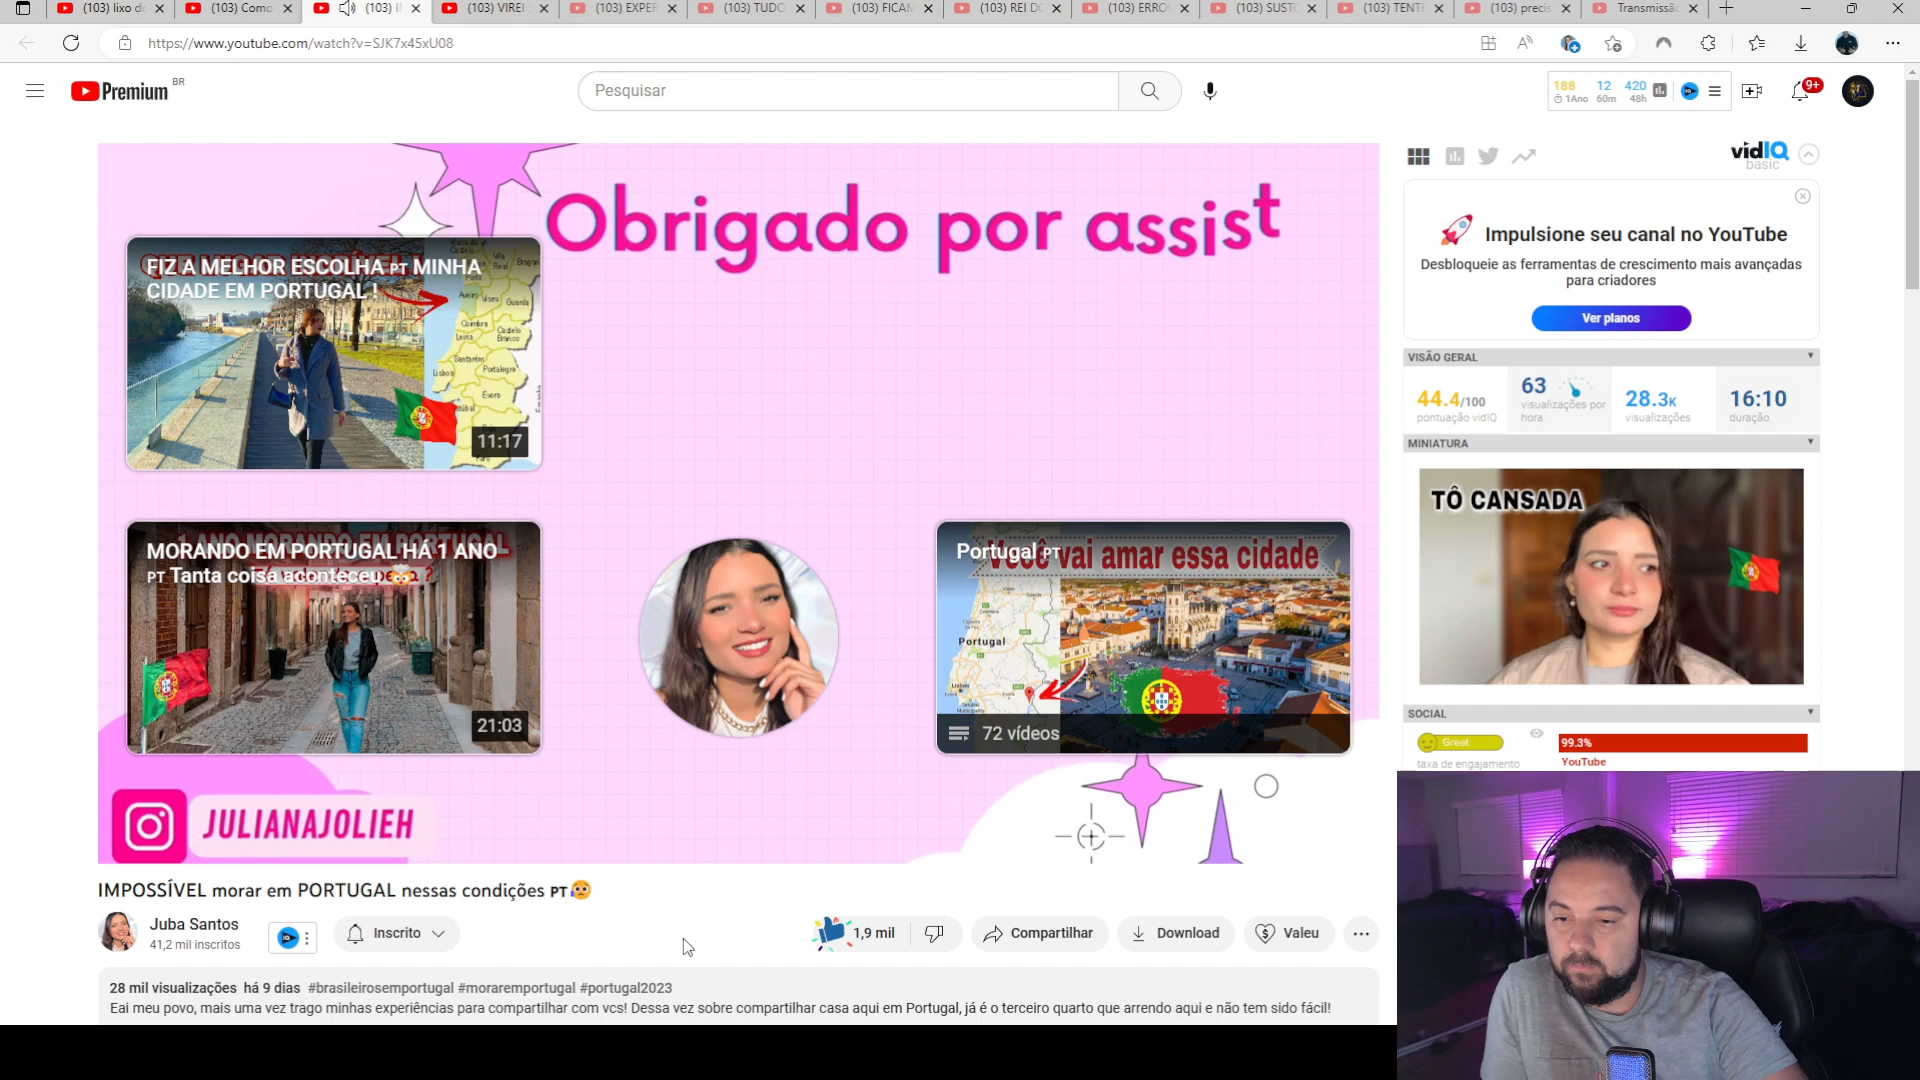 (103) lixo d
(103) Como
(103) I
(103) VIREI
(103) EXPER
(103) TUDO
(103) FICAM
(103) REI DO
(103) ERRO
(103) SUST
(103) TENTE
(103) precis
Transmissã
https://www.youtube.com/watch?v=SJK7x45xU08
Premium BR
Pesquisar
188 12 420
1Ano 60m 48h
9+
Obrigado por assist
FIZ A MELHOR ESCOLHA PT MINHA
CIDADE EM PORTUGAL !
11:17
MORANDO EM PORTUGAL HÁ 1 ANO
PT Tanta coisa aconteceu
21:03
Portugal PT
Você vai amar essa cidade
Portugal
72 vídeos
JULIANAJOLIEH
IMPOSSÍVEL morar em PORTUGAL nessas condições PT
Juba Santos
41,2 mil inscritos
Inscrito
1,9 mil
Compartilhar
Download
Valeu
28 mil visualizações há 9 dias #brasileirosemportugal #moraremportugal #portugal2023
Eai meu povo, mais uma vez trago minhas experiências para compartilhar com vcs! Dessa vez sobre compartilhar casa aqui em Portugal, já é o terceiro quarto que arrendo aqui e não tem sido fácil!
vidIQ
basic
Impulsione seu canal no YouTube
Desbloqueie as ferramentas de crescimento mais avançadas
para criadores
Ver planos
VISÃO GERAL
44.4/100
pontuação vidIQ
63
visualizações por
hora
28.3K
visualizações
16:10
duração
MINIATURA
TÔ CANSADA
SOCIAL
Great
taxa de engajamento
99.3%
YouTube